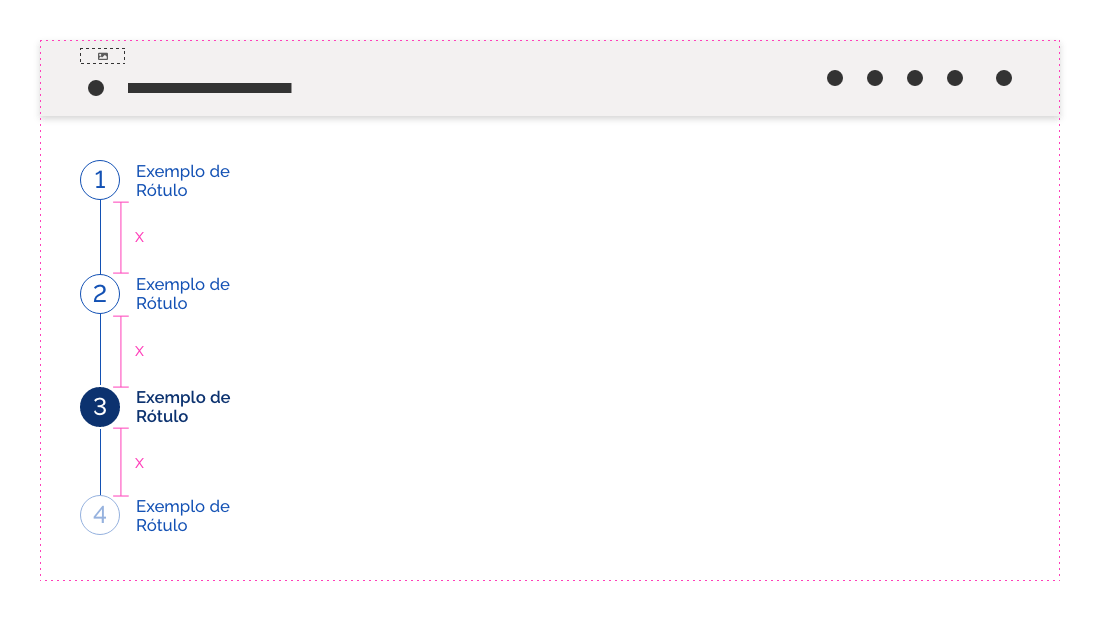 1
Exemplo de
Rótulo
X
2
Exemplo de
Rótulo
X
3
Exemplo de
Rótulo
X
4
Exemplo de
Rótulo